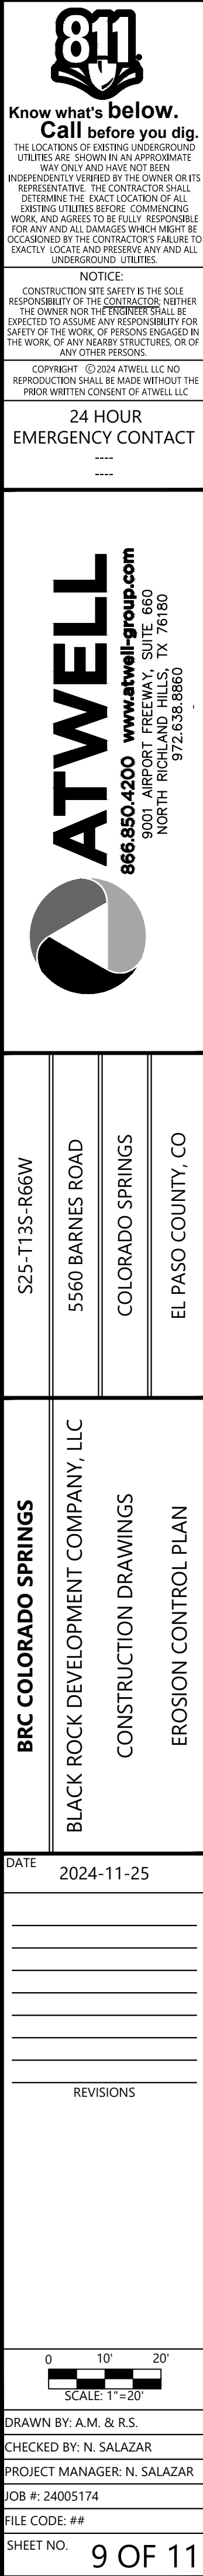 811.
Know what's below.
Call before you dig.
THE LOCATIONS OF EXISTING UNDERGROUND
UTILITIES ARE SHOWN IN AN APPROXIMATE
WAY ONLY AND HAVE NOT BEEN
INDEPENDENTLY VERIFIED BY THE OWNER OR ITS
REPRESENTATIVE. THE CONTRACTOR SHALL
DETERMINE THE EXACT LOCATION OF ALL
EXISTING UTILITIES BEFORE COMMENCING
WORK, AND AGREES TO BE FULLY RESPONSIBLE
FOR ANY AND ALL DAMAGES WHICH MIGHT BE
OCCASIONED BY THE CONTRACTOR'S FAILURE TO
EXACTLY LOCATE AND PRESERVE ANY AND ALL
UNDERGROUND UTILITIES.
NOTICE:
CONSTRUCTION SITE SAFETY IS THE SOLE
RESPONSIBILITY OF THE CONTRACTOR; NEITHER
THE OWNER NOR THE ENGINEER SHALL BE
EXPECTED TO ASSUME ANY RESPONSIBILITY FOR
SAFETY OF THE WORK, OF PERSONS ENGAGED IN
THE WORK, OF ANY NEARBY STRUCTURES, OR OF
ANY OTHER PERSONS.
COPYRIGHT © 2024 ATWELL LLC NO
REPRODUCTION SHALL BE MADE WITHOUT THE
PRIOR WRITTEN CONSENT OF ATWELL LLC
24 HOUR
EMERGENCY CONTACT
----
----
ATWELL
866.850.4200 www.atwell-group.com
9001 AIRPORT FREEWAY, SUITE 660
NORTH RICHLAND HILLS, TX 76180
972.638.8860
-
S25-T13S-R66W
5560 BARNES ROAD
COLORADO SPRINGS
EL PASO COUNTY, CO
BRC COLORADO SPRINGS
BLACK ROCK DEVELOPMENT COMPANY, LLC
CONSTRUCTION DRAWINGS
EROSION CONTROL PLAN
DATE
2024-11-25
REVISIONS
0 10' 20'
SCALE: 1"=20'
DRAWN BY: A.M. & R.S.
CHECKED BY: N. SALAZAR
PROJECT MANAGER: N. SALAZAR
JOB #: 24005174
FILE CODE: ##
SHEET NO.
9 OF 11